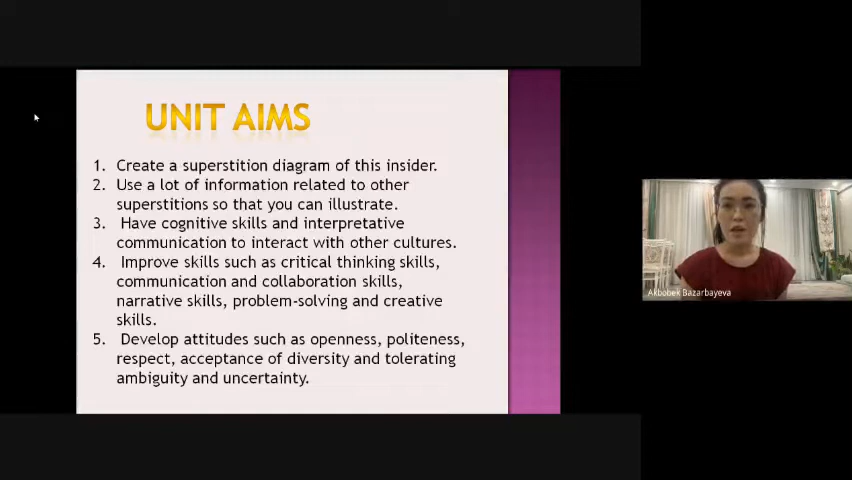 UNIT AIMS
1. Create a superstition diagram of this insider.
2. Use a lot of information related to other
superstitions so that you can illustrate.
3. Have cognitive skills and interpretative
communication to interact with other cultures.
4. Improve skills such as critical thinking skills,
communication and collaboration skills,
narrative skills, problem-solving and creative
skills.
5. Develop attitudes such as openness, politeness,
respect, acceptance of diversity and tolerating
ambiguity and uncertainty.
Akbobek Bazarbayeva